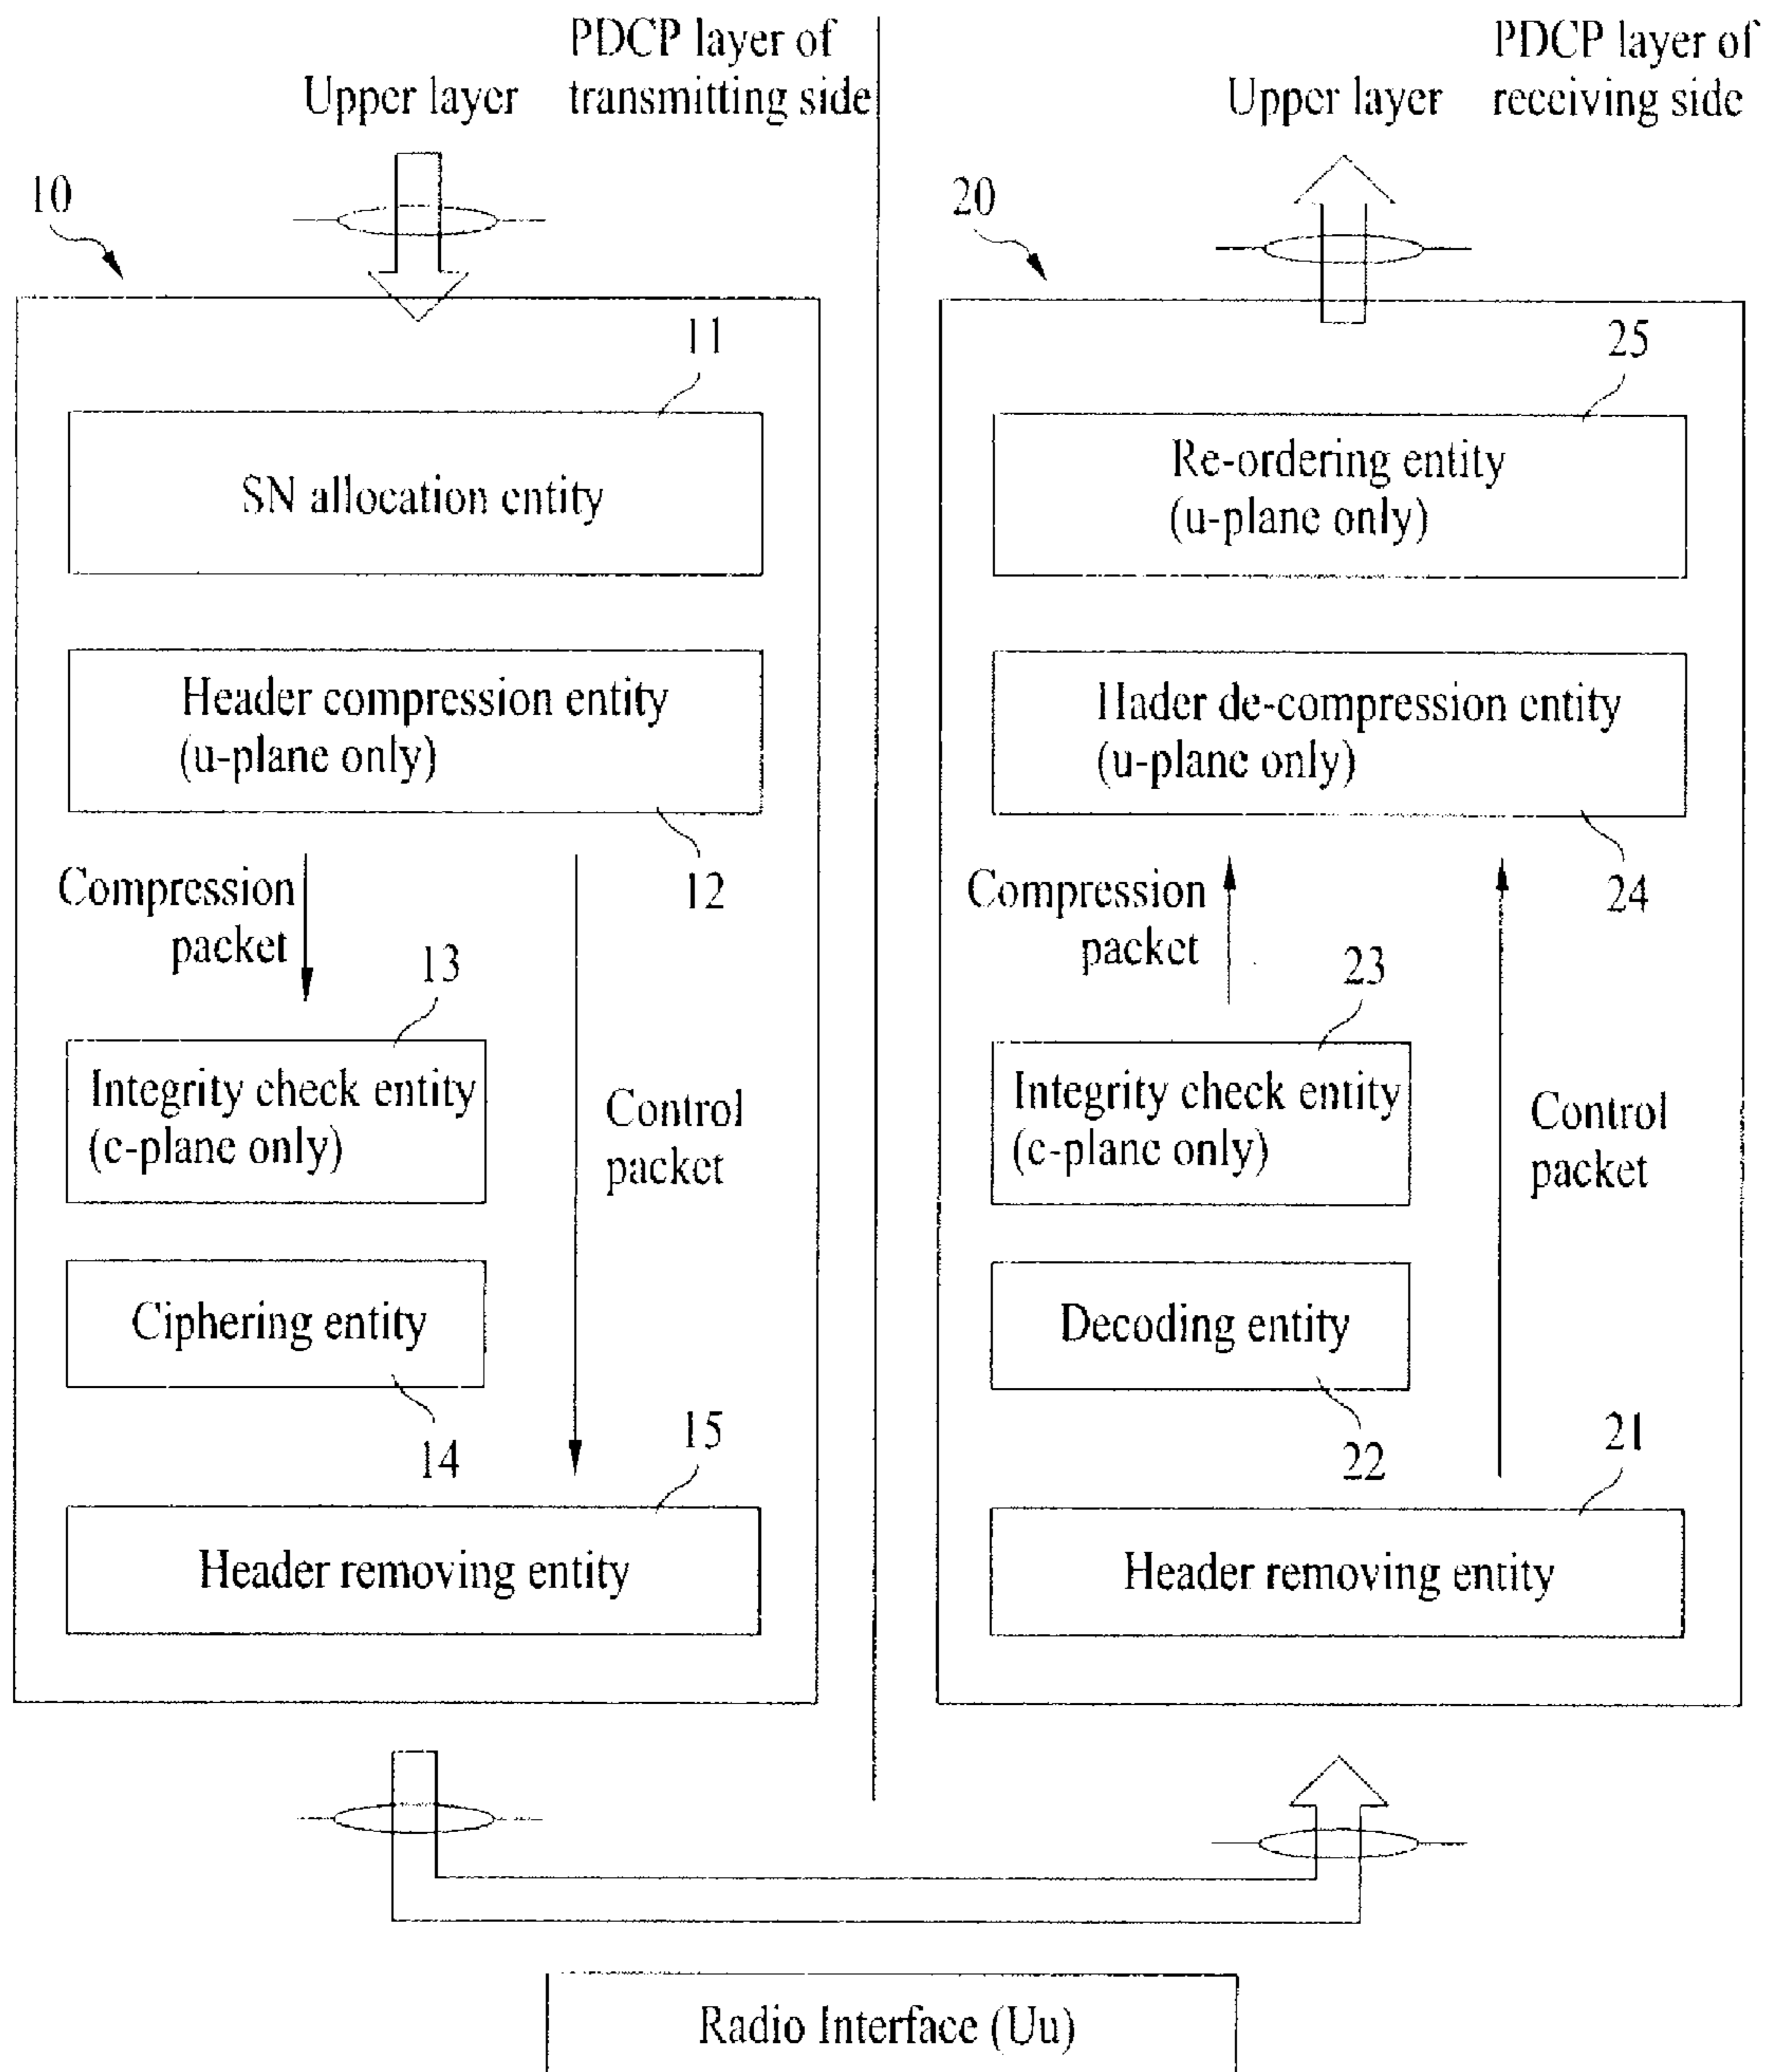 Upper layer
PDCP layer of
transmitting side
10
11
SN allocation entity
Header compression entity
(u-plane only)
12
Compression
packet
13
Integrity check entity
(c-plane only)
Control
packet
Ciphering entity
14
15
Header removing entity
Upper layer
PDCP layer of
receiving side
20
25
Re-ordering entity
(u-plane only)
Hader de-compression entity
(u-plane only)
24
Compression
packet
23
Integrity check entity
(c-plane only)
Control
packet
Decoding entity
22
21
Header removing entity
Radio Interface (Uu)